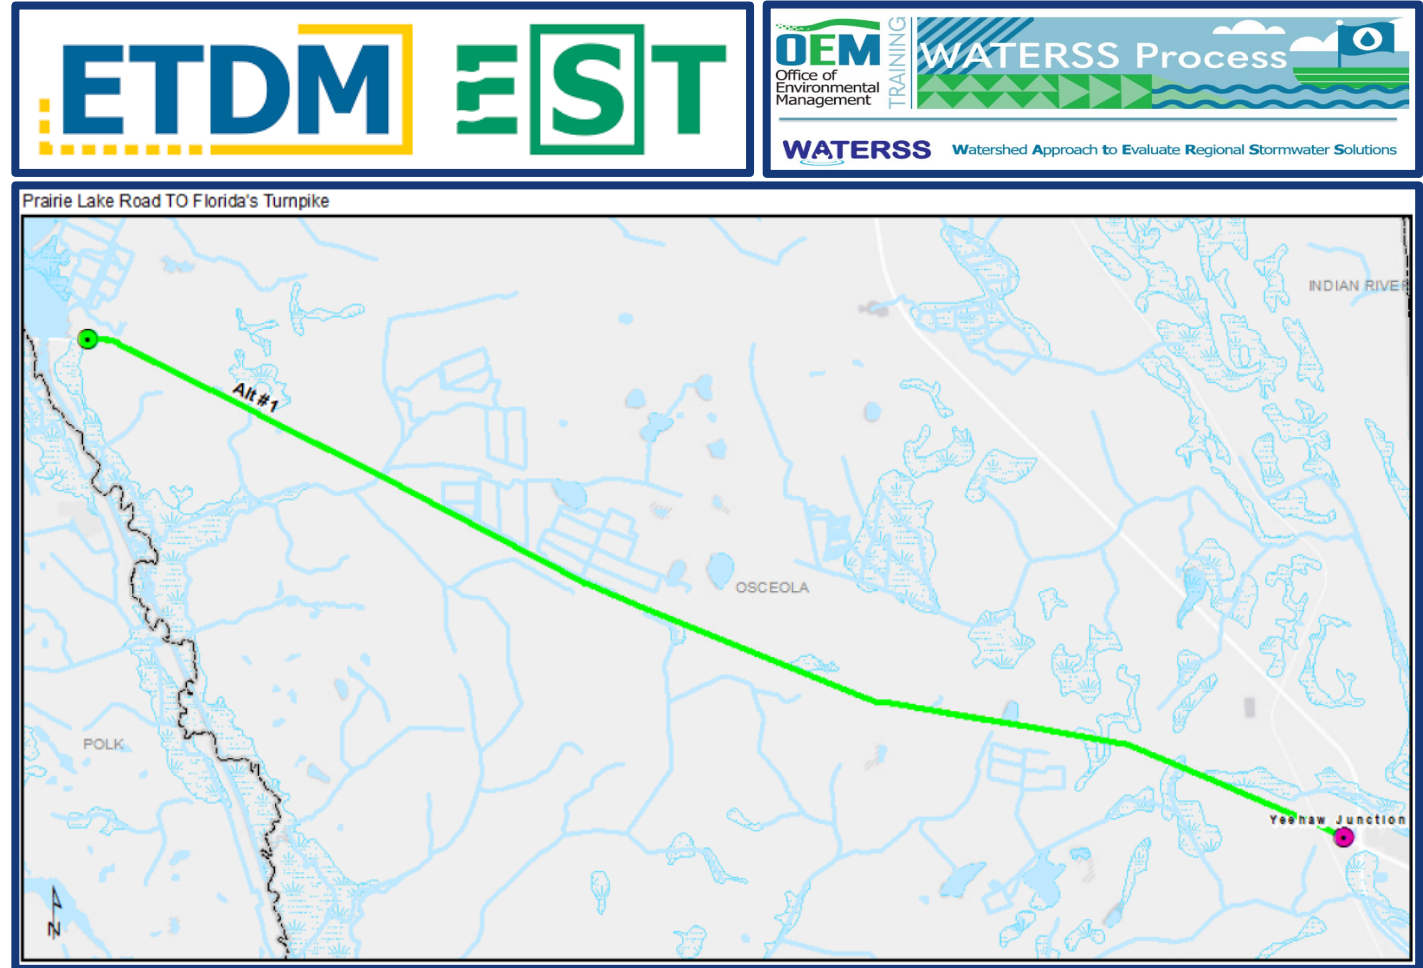 ETDM EST
OEM
Office of
Environmental
Management
TRAINING
WATERSS Process
WATERSS
Watershed Approach to Evaluate Regional Stormwater Solutions
Prairie Lake Road TO Florida's Turnpike
INDIAN RIVER
Alt #1
OSCEOLA
POLK
Yeehaw Junction
N